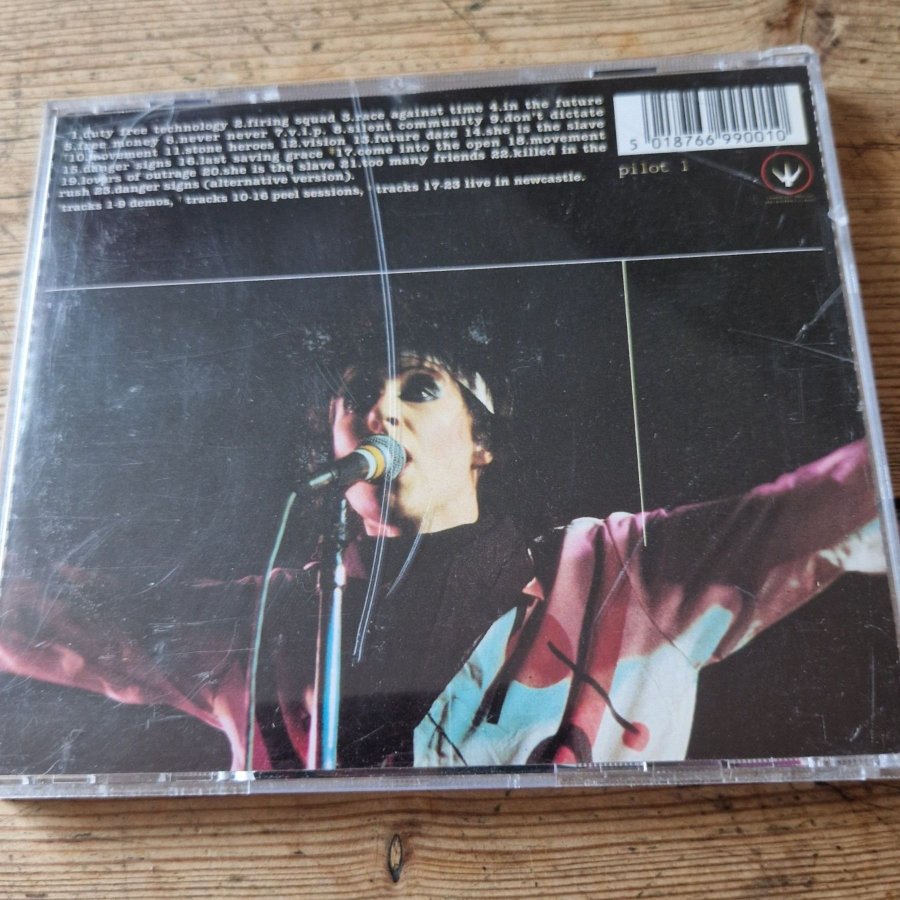 1.duty free technology 2.firing squad 3.race against time 4.in the future
5.free money 6.never never 7.v.i.p. 8.silent community 9.don't dictate
*10.movement 11.stone heroes 12.vision 13.future daze 14.she is the slave
15.danger signs 16.last saving grace *17.come into the open 18.movement
19.lovers of outrage 20.she is the slave 21.too many friends 22.killed in the
rush 23.danger signs (alternative version).
tracks 1-9 demos, *tracks 10-16 peel sessions, *tracks 17-23 live in newcastle.
5 018766 990010
pilot 1